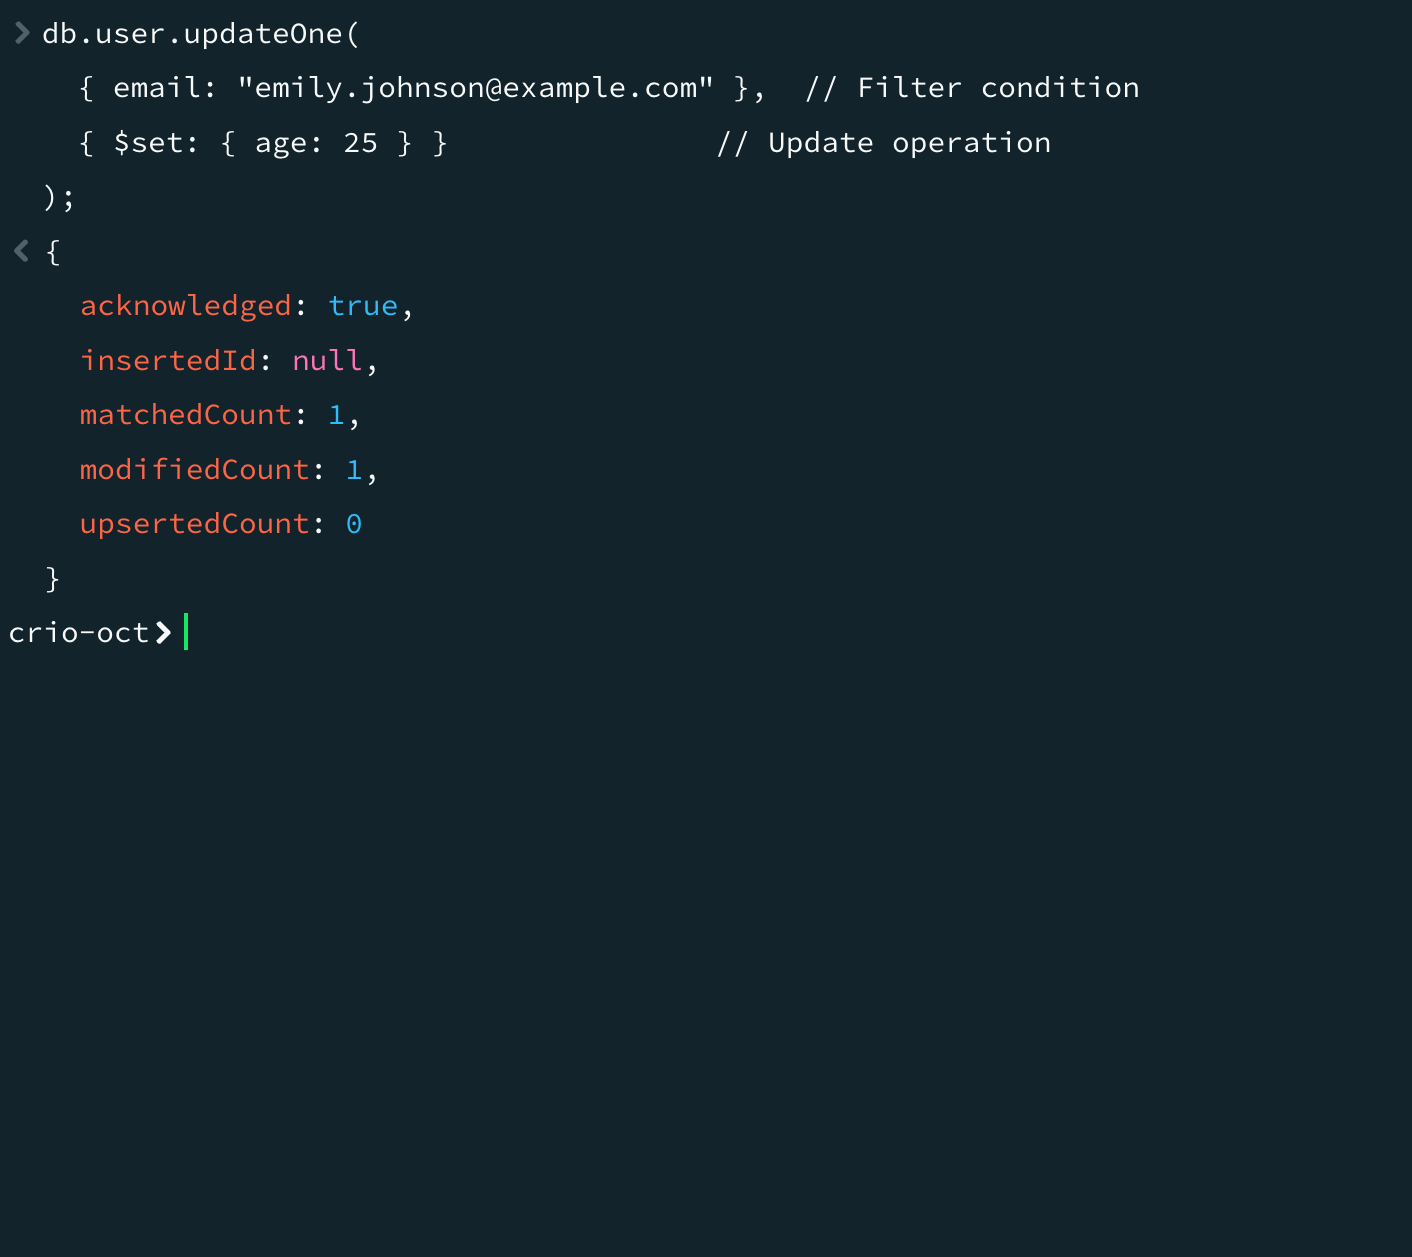 > db.user.updateOne(
{ email: "emily.johnson@example.com" },  // Filter condition
{ $set: { age: 25 } }               // Update operation
);
< {
acknowledged: true,
insertedId: null,
matchedCount: 1,
modifiedCount: 1,
upsertedCount: 0
}
crio-oct>